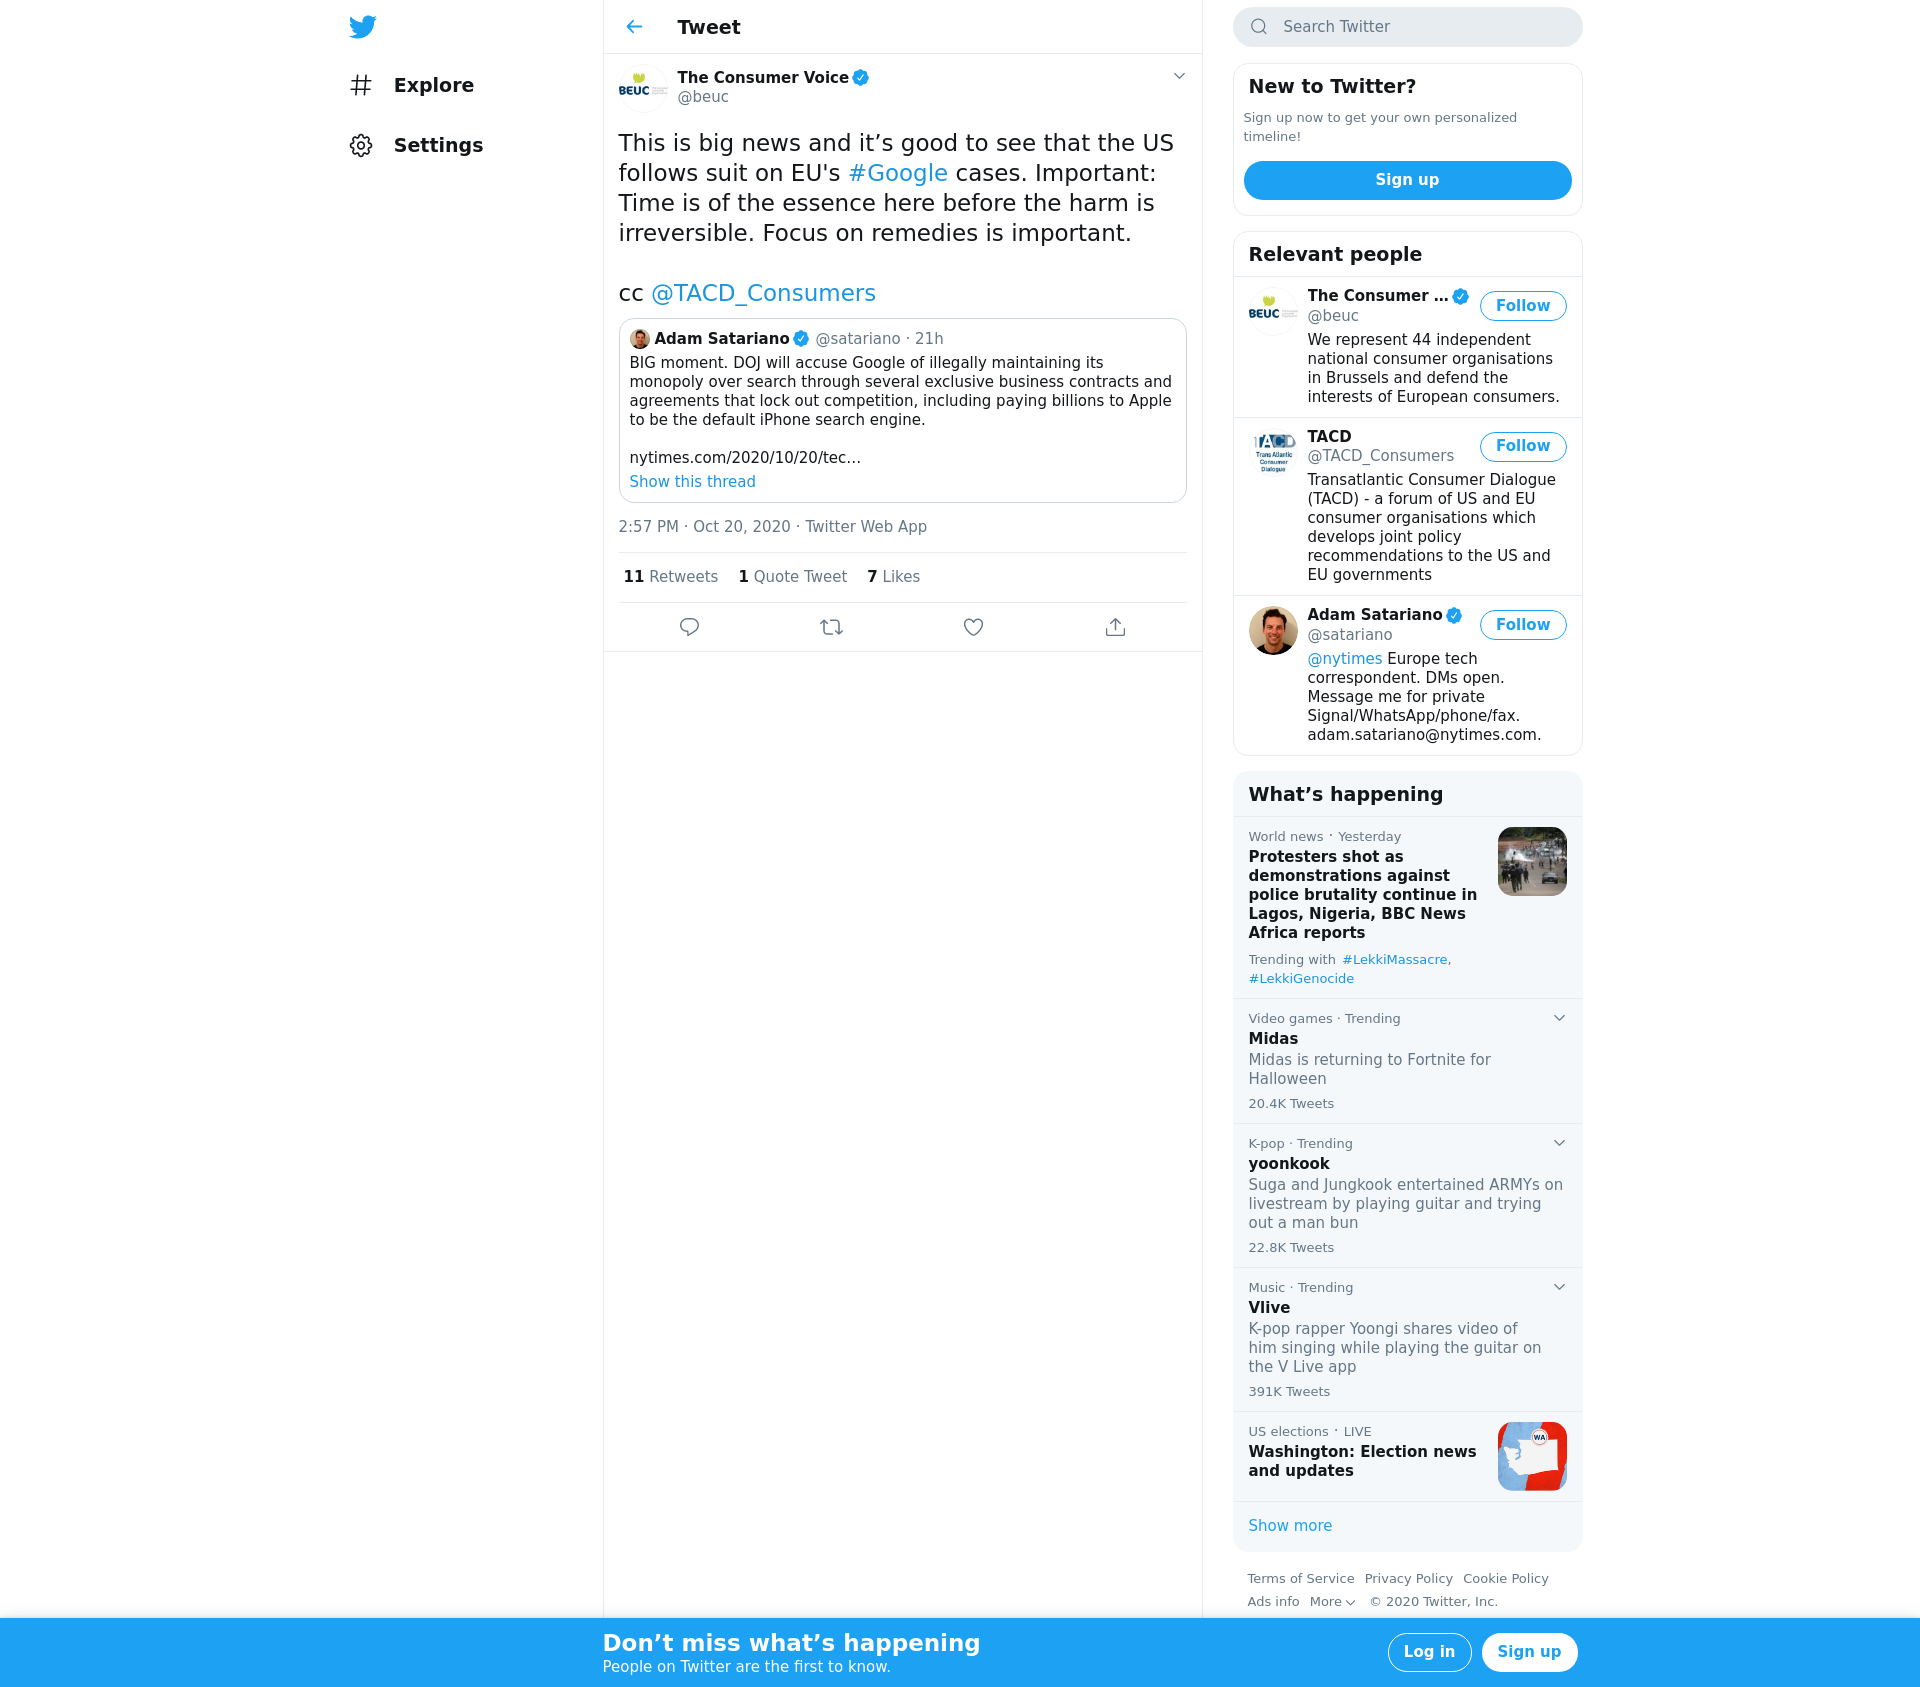 Explore
Settings
Tweet
The Consumer Voice
@beuc
BEUC
This is big news and it’s good to see that the US
follows suit on EU's #Google cases. Important:
Time is of the essence here before the harm is
irreversible. Focus on remedies is important.
cc @TACD_Consumers
Adam Satariano @satariano · 21h
BIG moment. DOJ will accuse Google of illegally maintaining its
monopoly over search through several exclusive business contracts and
agreements that lock out competition, including paying billions to Apple
to be the default iPhone search engine.
nytimes.com/2020/10/20/tec…
Show this thread
2:57 PM · Oct 20, 2020 · Twitter Web App
11 Retweets 1 Quote Tweet 7 Likes
Search Twitter
New to Twitter?
Sign up now to get your own personalized
timeline!
Sign up
Relevant people
BEUC
The Consumer …
@beuc
Follow
We represent 44 independent
national consumer organisations
in Brussels and defend the
interests of European consumers.
TACD
Trans Atlantic
Consumer
Dialogue
TACD
@TACD_Consumers
Follow
Transatlantic Consumer Dialogue
(TACD) - a forum of US and EU
consumer organisations which
develops joint policy
recommendations to the US and
EU governments
Adam Satariano
@satariano
Follow
@nytimes Europe tech
correspondent. DMs open.
Message me for private
Signal/WhatsApp/phone/fax.
adam.satariano@nytimes.com.
What’s happening
World news · Yesterday
Protesters shot as
demonstrations against
police brutality continue in
Lagos, Nigeria, BBC News
Africa reports
Trending with #LekkiMassacre,
#LekkiGenocide
Video games · Trending
Midas
Midas is returning to Fortnite for
Halloween
20.4K Tweets
K-pop · Trending
yoonkook
Suga and Jungkook entertained ARMYs on
livestream by playing guitar and trying
out a man bun
22.8K Tweets
Music · Trending
Vlive
K-pop rapper Yoongi shares video of
him singing while playing the guitar on
the V Live app
391K Tweets
US elections · LIVE
Washington: Election news
and updates
WA
Show more
Terms of Service Privacy Policy Cookie Policy
Ads info More © 2020 Twitter, Inc.
Don’t miss what’s happening
People on Twitter are the first to know.
Log in
Sign up